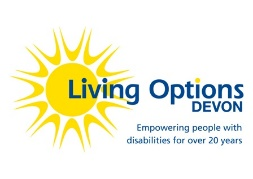 Living Options
DEVON
Empowering people with
disabilities for over 20 years